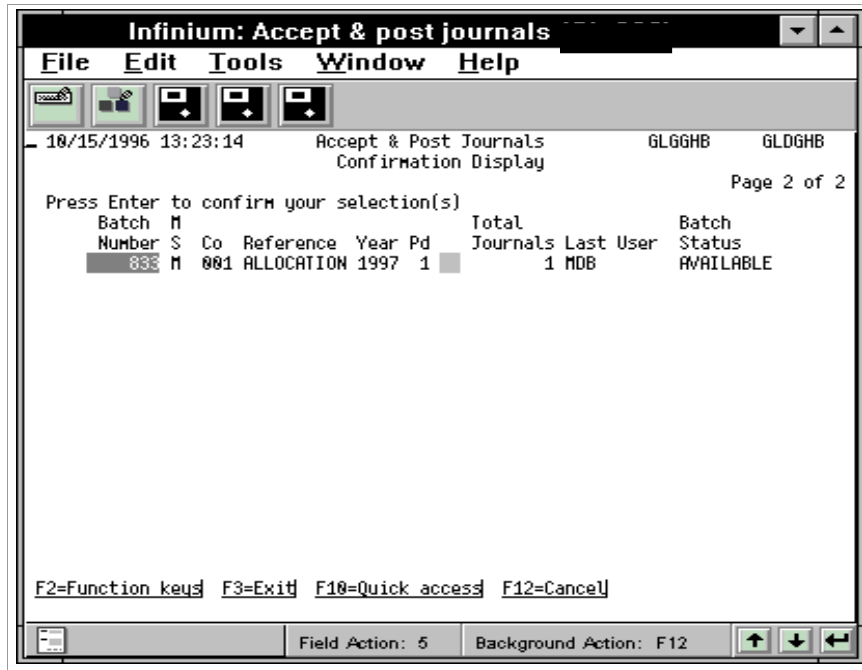 Infinium: Accept & post journals
File Edit Tools Window Help
10/15/1996 13:23:14 Accept & Post Journals GLGGHB GLDGHB
Confirmation Display
Page 2 of 2
Press Enter to confirm your selection(s)
Batch M Total Batch
Number S Co Reference Year Pd Journals Last User Status
833 M 001 ALLOCATION 1997 1 1 MDB AVAILABLE
F2=Function keys F3=Exit F10=Quick access F12=Cancel
Field Action: 5 Background Action: F12